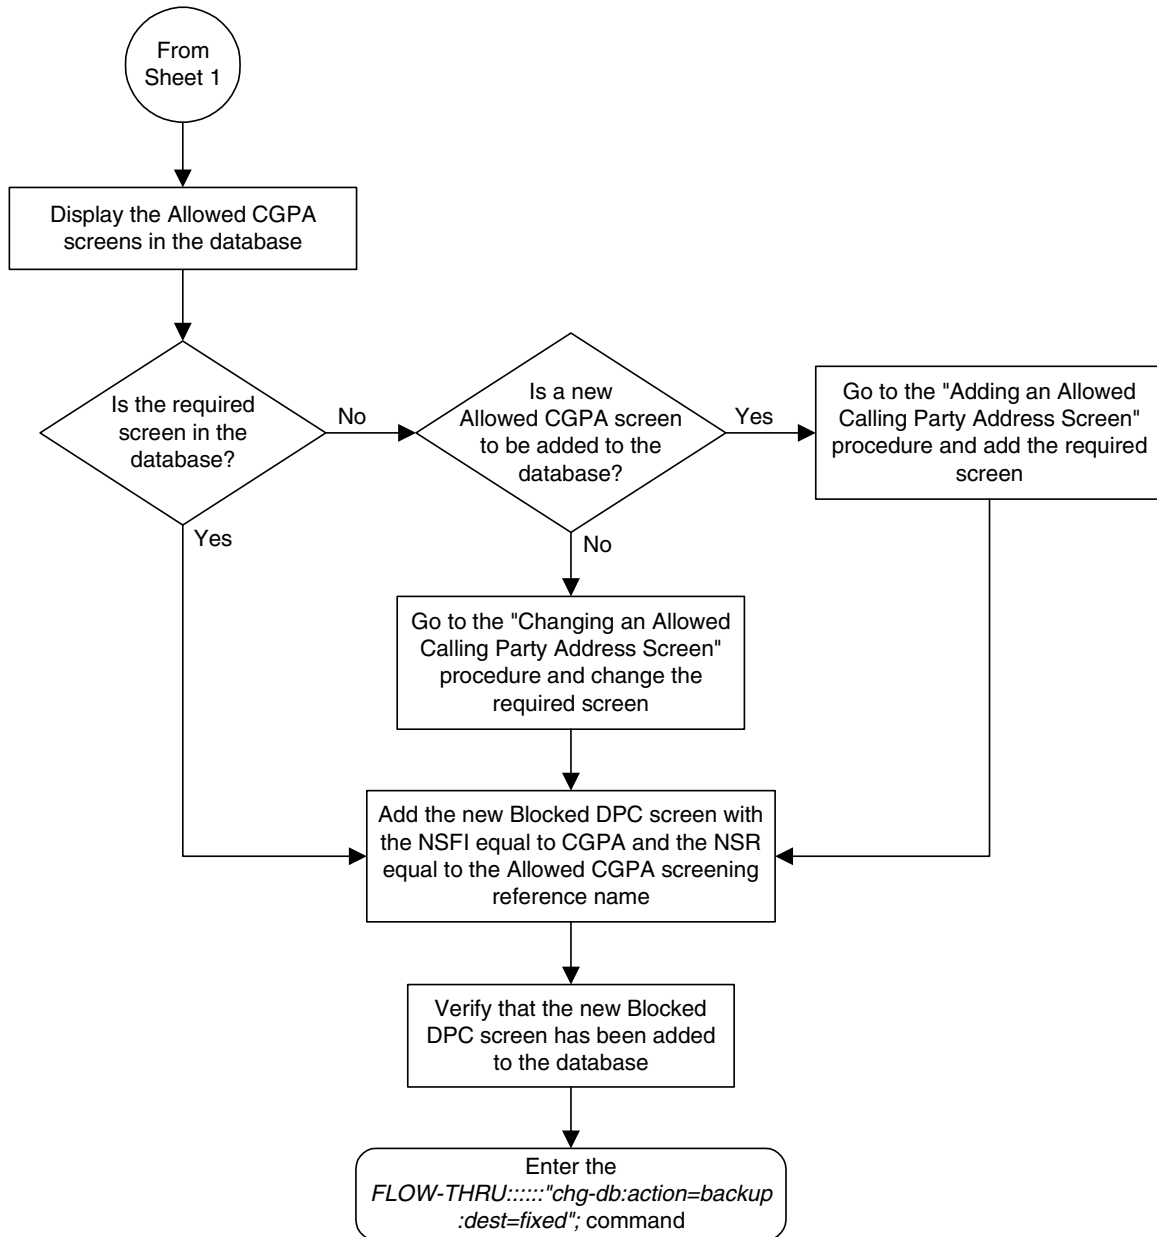 From
Sheet 1
Display the Allowed CGPA
screens in the database
Is the required
screen in the
database?
No
Yes
Is a new
Allowed CGPA screen
to be added to the
database?
Yes
No
Go to the "Adding an Allowed
Calling Party Address Screen"
procedure and add the required
screen
Go to the "Changing an Allowed
Calling Party Address Screen"
procedure and change the
required screen
Add the new Blocked DPC screen with
the NSFI equal to CGPA and the NSR
equal to the Allowed CGPA screening
reference name
Verify that the new Blocked
DPC screen has been added
to the database
Enter the
FLOW-THRU::::::"chg-db:action=backup
:dest=fixed"; command